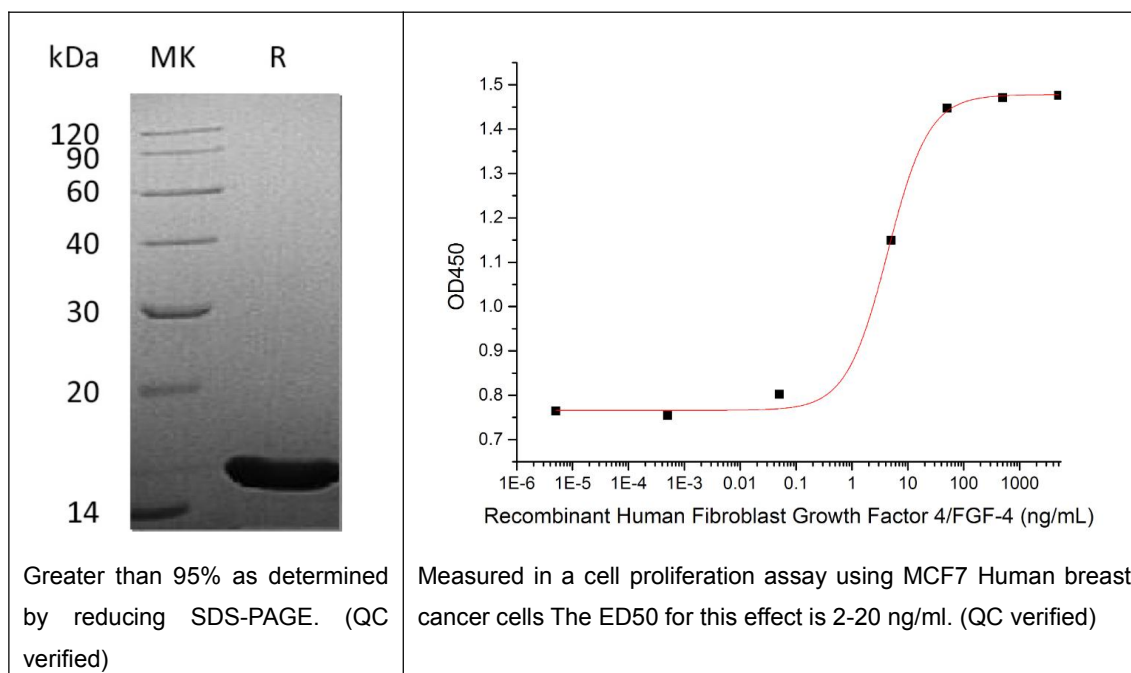 kDa MK R
120
90
60
40
30
20
14
Greater than 95% as determined
by reducing SDS-PAGE. (QC
verified)
1.5
1.4
1.3
1.2
1.1
1.0
0.9
0.8
0.7
OD450
1E-6 1E-5 1E-4 1E-3 0.01 0.1 1 10 100 1000
Recombinant Human Fibroblast Growth Factor 4/FGF-4 (ng/mL)
Measured in a cell proliferation assay using MCF7 Human breast
cancer cells The ED50 for this effect is 2-20 ng/ml. (QC verified)